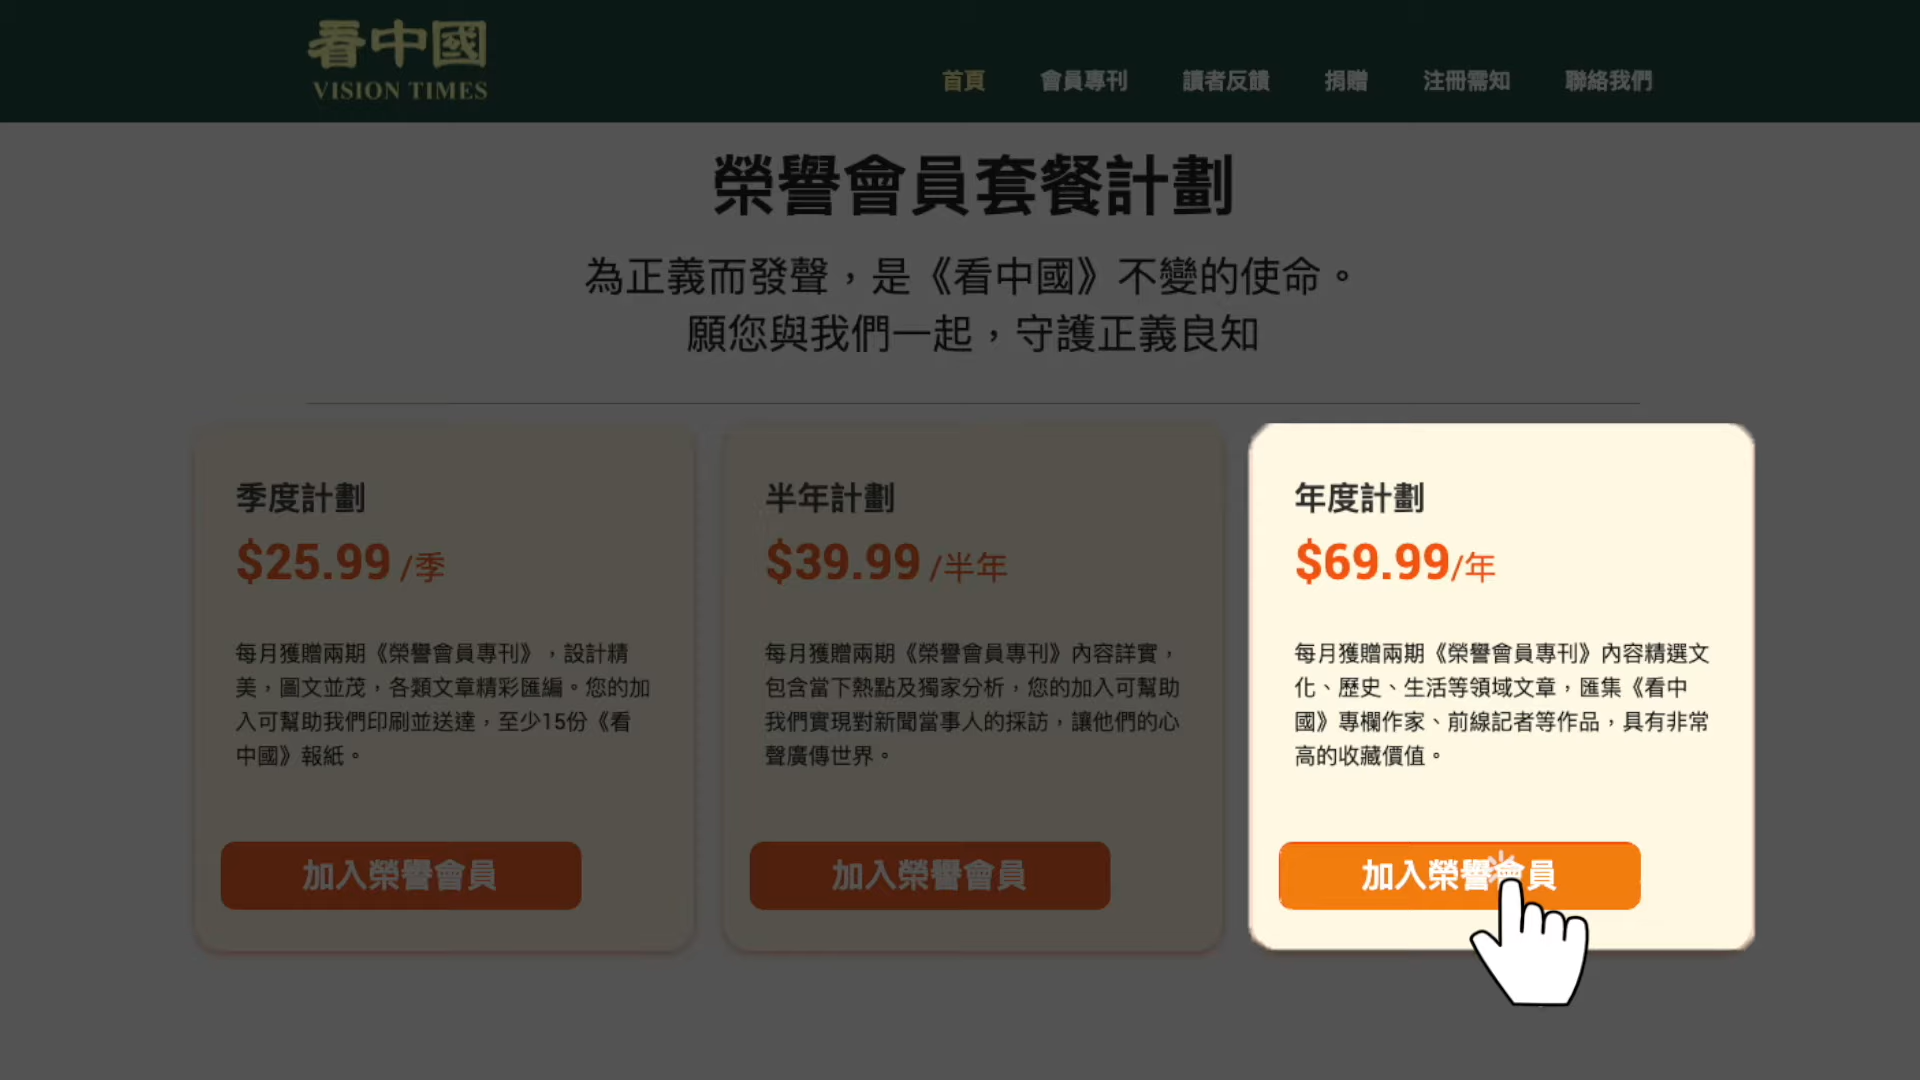 看中國
VISION TIMES
首頁 會員專刊 讀者反饋 捐贈 注冊需知 聯絡我們
榮譽會員套餐計劃
為正義而發聲，是《看中國》不變的使命。
願您與我們一起，守護正義良知
季度計劃
$25.99 /季
每月獲贈兩期《榮譽會員專刊》，設計精
美，圖文並茂，各類文章精彩匯編。您的加
入可幫助我們印刷並送達，至少15份《看
中國》報紙。
加入榮譽會員
半年計劃
$39.99 /半年
每月獲贈兩期《榮譽會員專刊》內容詳實，
包含當下熱點及獨家分析，您的加入可幫助
我們實現對新聞當事人的採訪，讓他們的心
聲廣傳世界。
加入榮譽會員
年度計劃
$69.99/年
每月獲贈兩期《榮譽會員專刊》內容精選文
化、歷史、生活等領域文章，匯集《看中
國》專欄作家、前線記者等作品，具有非常
高的收藏價值。
加入榮譽會員